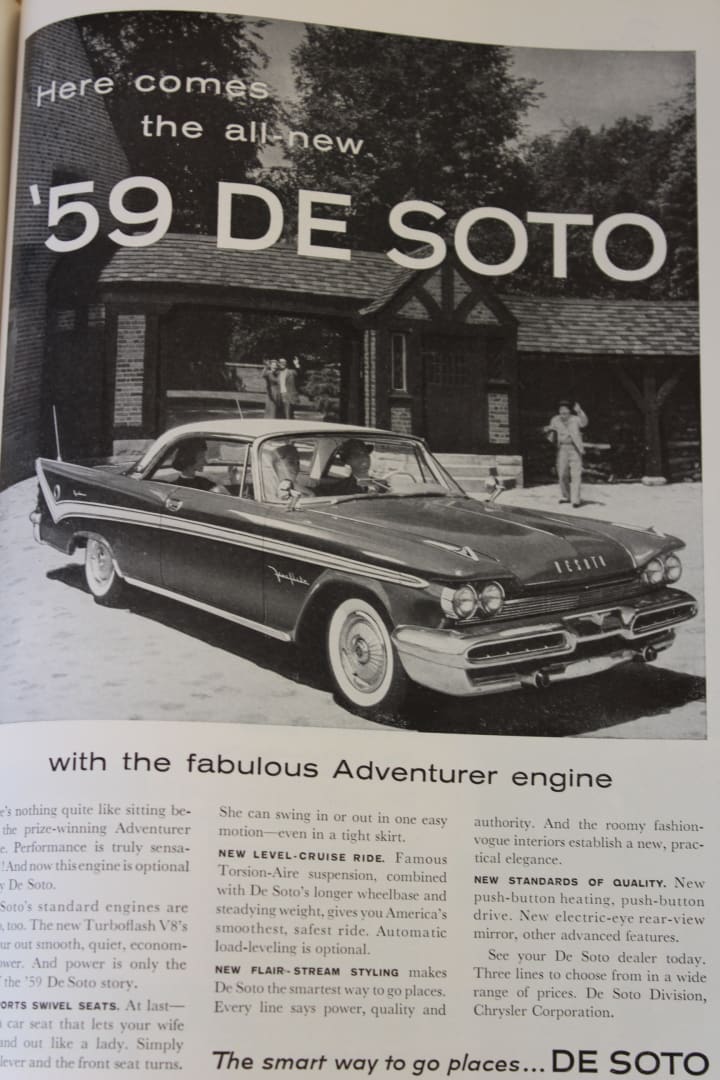 Here comes
the all-new
'59 DE SOTO
DESOTO
with the fabulous Adventurer engine
nothing quite like sitting be-
the prize-winning Adventurer
Performance is truly sensa-
And now this engine is optional
De Soto.
Soto's standard engines are
too. The new Turboflash V8's
out smooth, quiet, econom-
And power is only the
the '59 De Soto story.
SWIVEL SEATS. At last—
car seat that lets your wife
and out like a lady. Simply
lever and the front seat turns.
She can swing in or out in one easy
motion—even in a tight skirt.
NEW LEVEL-CRUISE RIDE. Famous
Torsion-Aire suspension, combined
with De Soto's longer wheelbase and
steadying weight, gives you America's
smoothest, safest ride. Automatic
load-leveling is optional.
NEW FLAIR-STREAM STYLING makes
De Soto the smartest way to go places.
Every line says power, quality and
authority. And the roomy fashion-
vogue interiors establish a new, prac-
tical elegance.
NEW STANDARDS OF QUALITY. New
push-button heating, push-button
drive. New electric-eye rear-view
mirror, other advanced features.
See your De Soto dealer today.
Three lines to choose from in a wide
range of prices. De Soto Division,
Chrysler Corporation.
The smart way to go places... DE SOTO